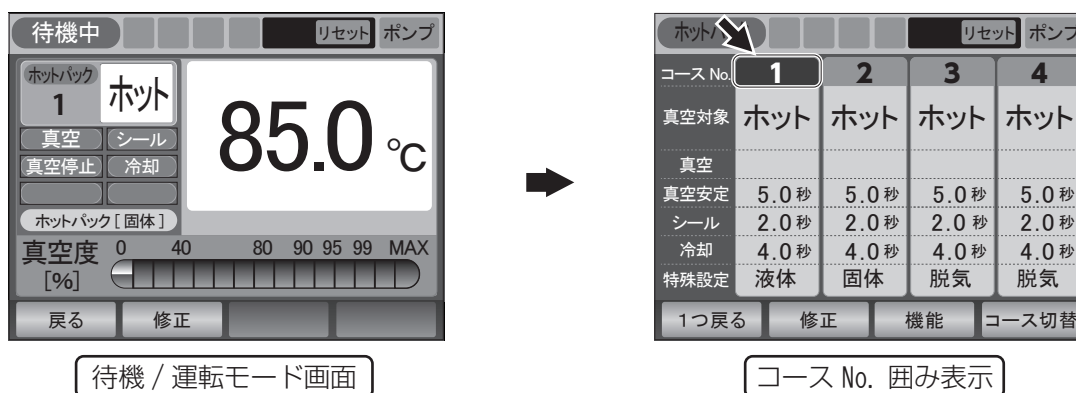 待機中 リセット ポンプ
ホットパック
1
ホット
85.0 ℃
真空 シール
真空停止 冷却
ホットパック [ 固体 ]
真空度 0 40 80 90 95 99 MAX
[%]
戻る 修正
待機 / 運転モード画面
ホットパ リセット ポンプ
コース No. 1 2 3 4
真空対象 ホット ホット ホット ホット
真空
真空安定 5.0秒 5.0秒 5.0秒 5.0秒
シール 2.0秒 2.0秒 2.0秒 2.0秒
冷却 4.0秒 4.0秒 4.0秒 4.0秒
特殊設定 液体 固体 脱気 脱気
1つ戻る 修正 機能 コース切替
コース No. 囲み表示